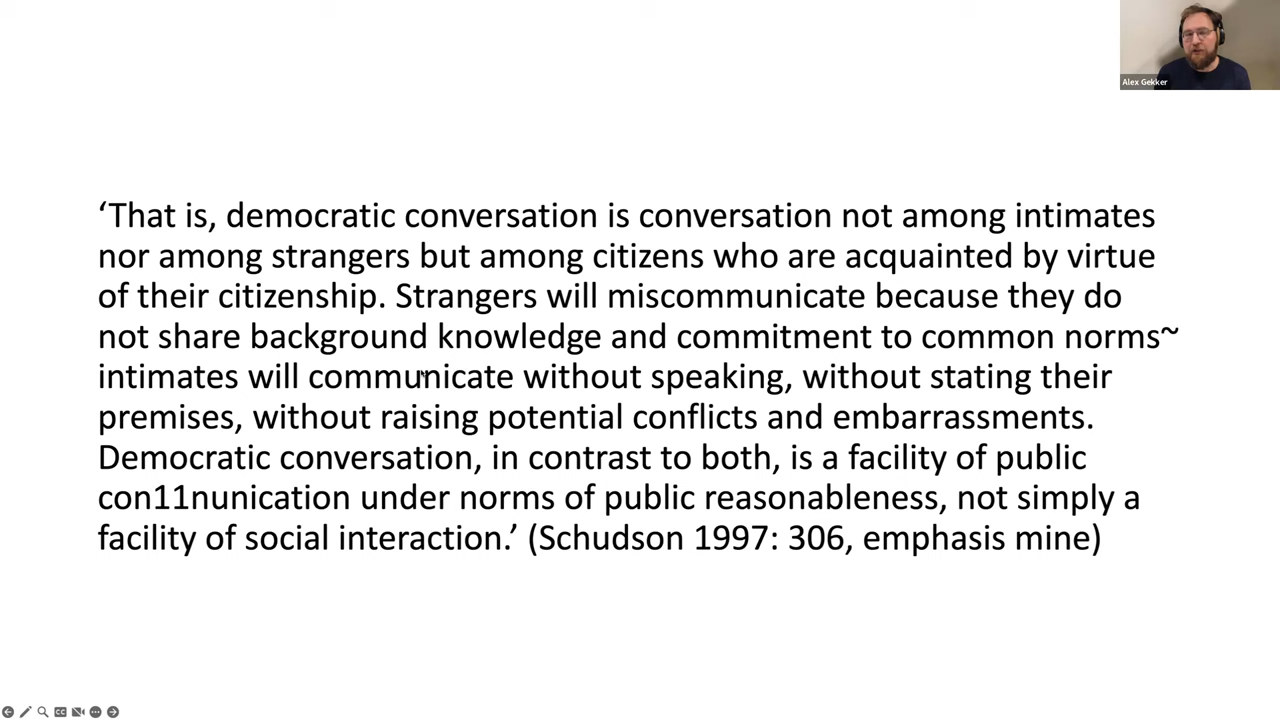 Alex Gekker
‘That is, democratic conversation is conversation not among intimates
nor among strangers but among citizens who are acquainted by virtue
of their citizenship. Strangers will miscommunicate because they do
not share background knowledge and commitment to common norms~
intimates will communicate without speaking, without stating their
premises, without raising potential conflicts and embarrassments.
Democratic conversation, in contrast to both, is a facility of public
con11nunication under norms of public reasonableness, not simply a
facility of social interaction.’ (Schudson 1997: 306, emphasis mine)
CC